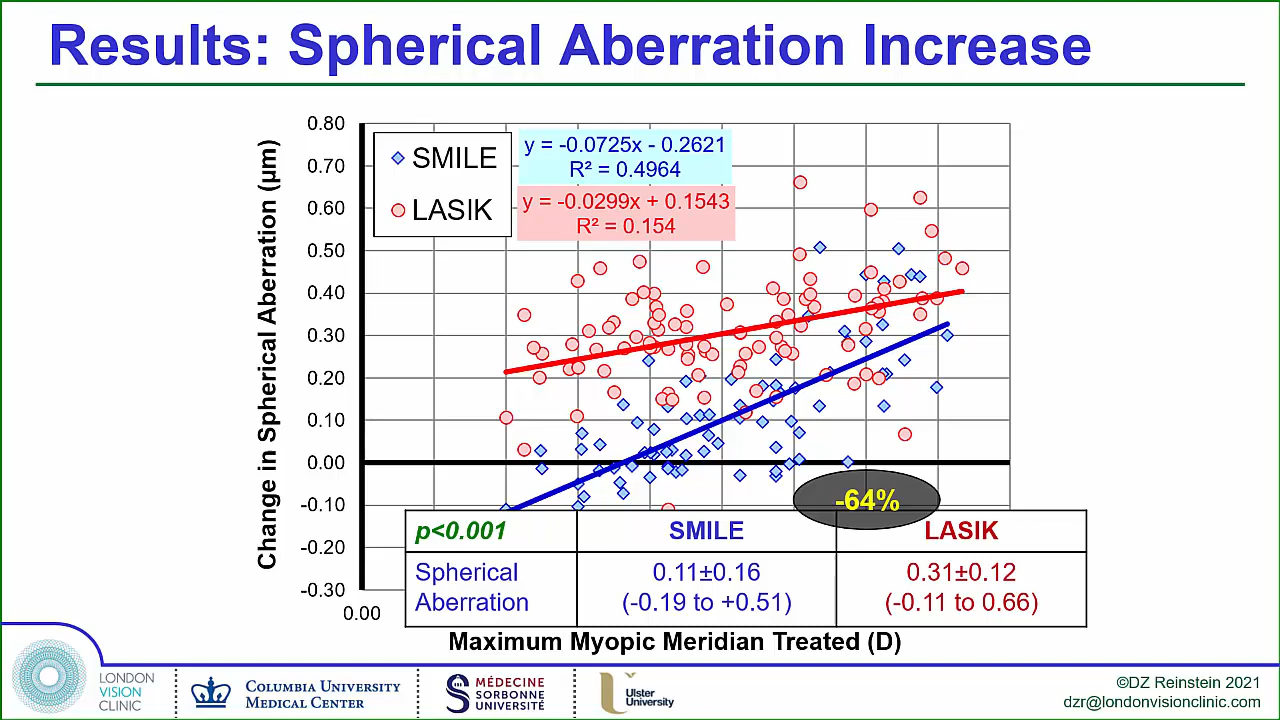 Results: Spherical Aberration Increase
Change in Spherical Aberration (µm)
0.80
0.70
0.60
0.50
0.40
0.30
0.20
0.10
0.00
-0.10
-0.20
-0.30
0.00
SMILE
LASIK
y = -0.0725x - 0.2621
R² = 0.4964
y = -0.0299x + 0.1543
R² = 0.154
-64%
p<0.001 SMILE LASIK
Spherical Aberration 0.11±0.16 (-0.19 to +0.51) 0.31±0.12 (-0.11 to 0.66)
Maximum Myopic Meridian Treated (D)
LONDON
VISION
CLINIC
COLUMBIA UNIVERSITY
MEDICAL CENTER
MÉDECINE
SORBONNE
UNIVERSITÉ
Ulster
University
©DZ Reinstein 2021
dzr@londonvisionclinic.com